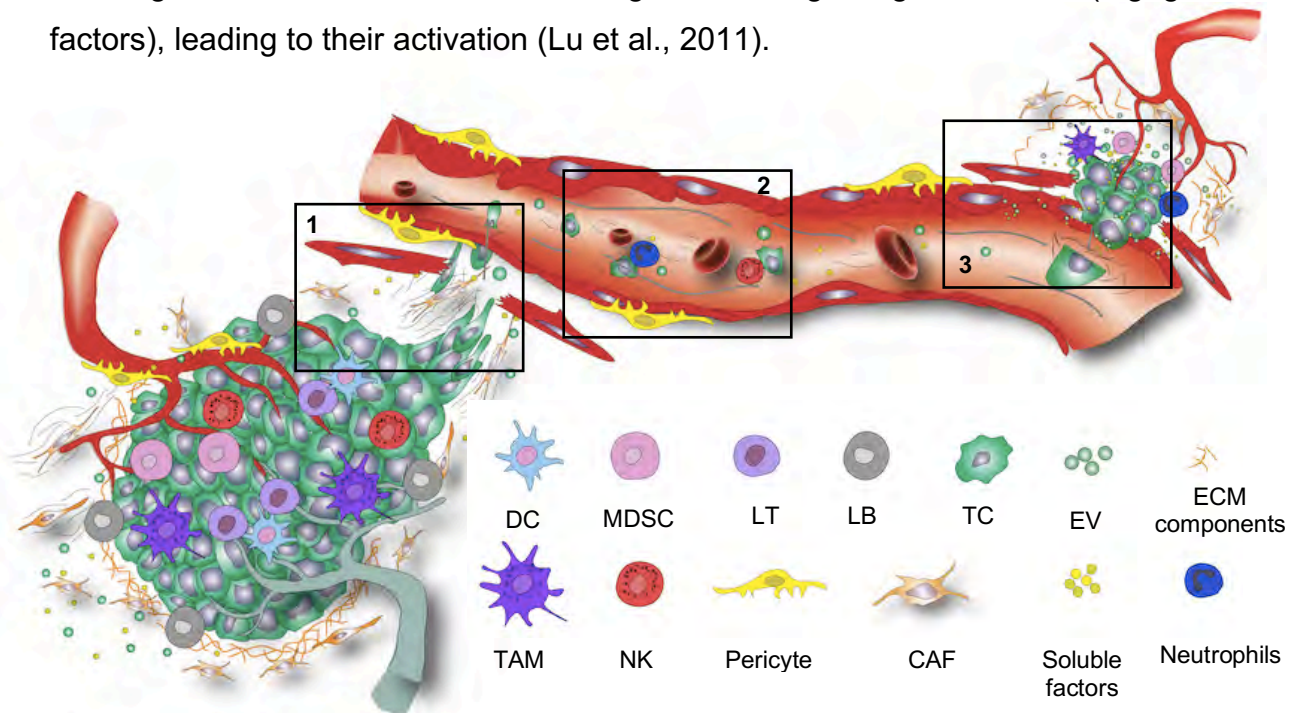 factors), leading to their activation (Lu et al., 2011).
1
2
3
DC MDSC LT LB TC EV ECM
components
TAM NK Pericyte CAF Soluble
factors Neutrophils